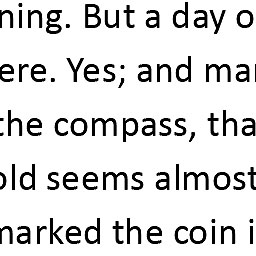 ning. But a day o
ere. Yes; and mar
the compass, tha
old seems almost
marked the coin i